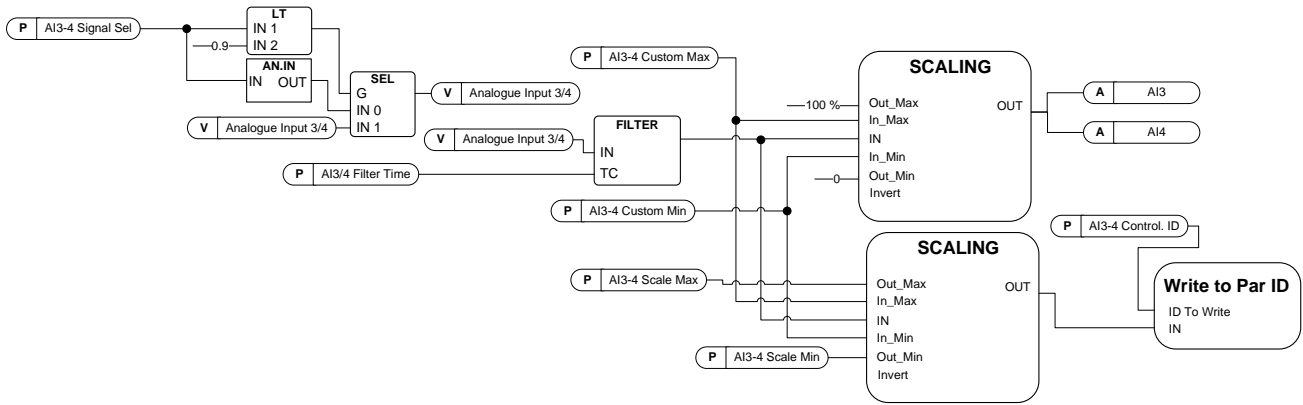 P AI3-4 Signal Sel
LT
IN 1
0.9 IN 2
AN.IN
IN OUT
SEL
G
IN 0
IN 1
V Analogue Input 3/4
V Analogue Input 3/4
V Analogue Input 3/4
P AI3/4 Filter Time
FILTER
IN
TC
P AI3-4 Custom Max
P AI3-4 Custom Min
SCALING
100 % Out_Max OUT
In_Max
IN
In_Min
0 Out_Min
Invert
A AI3
A AI4
P AI3-4 Scale Max
P AI3-4 Scale Min
SCALING
Out_Max OUT
In_Max
IN
In_Min
Out_Min
Invert
P AI3-4 Control. ID
Write to Par ID
ID To Write
IN